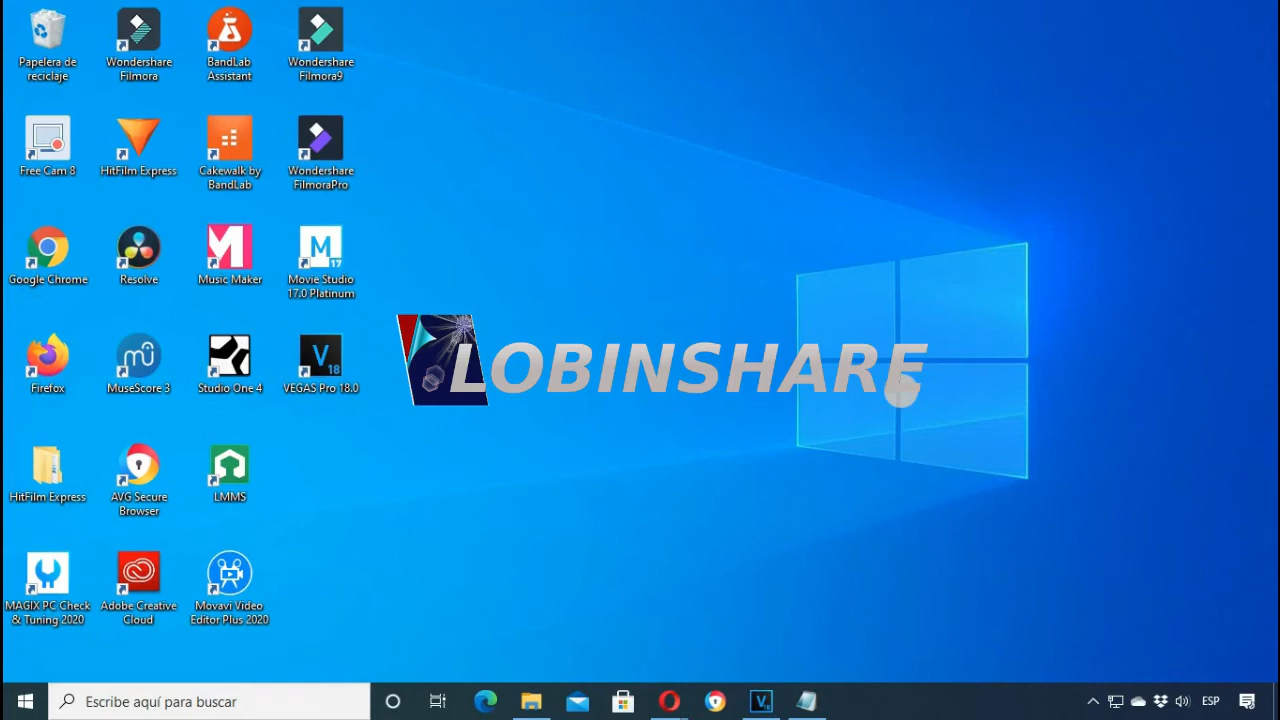 Papelera de
reciclaje
Wondershare
Filmora
BandLab
Assistant
Wondershare
Filmora9
Free Cam 8
HitFilm Express
Cakewalk by
BandLab
Wondershare
FilmoraPro
Google Chrome
Resolve
Music Maker
M
17
Movie Studio
17.0 Platinum
Firefox
mu
MuseScore 3
Studio One 4
V
18
VEGAS Pro 18.0
LOBINSHARE
HitFilm Express
AVG Secure
Browser
LMMS
MAGIX PC Check
& Tuning 2020
Adobe Creative
Cloud
Movavi Video
Editor Plus 2020
Escribe aquí para buscar
V
ESP